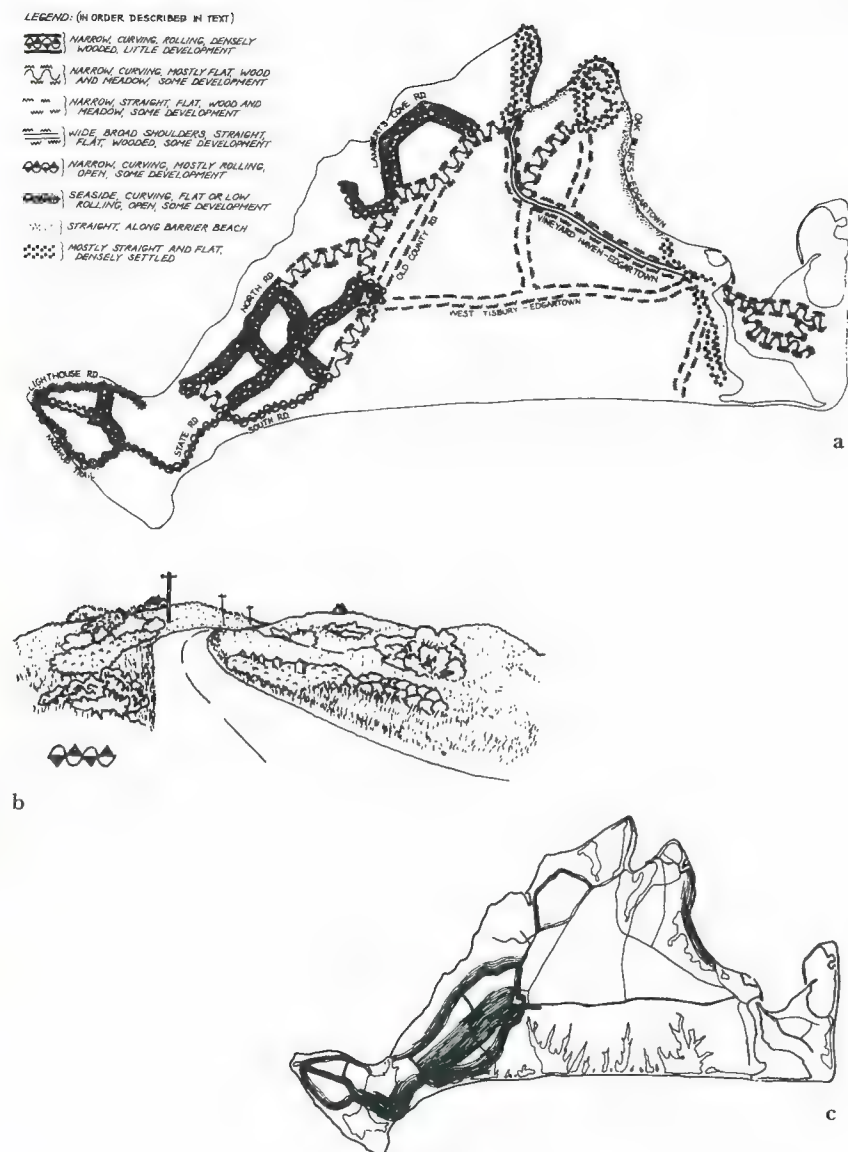 LEGEND: (IN ORDER DESCRIBED IN TEXT)
NARROW, CURVING, ROLLING, DENSELY
WOODED, LITTLE DEVELOPMENT
NARROW, CURVING, MOSTLY FLAT, WOOD
AND MEADOW, SOME DEVELOPMENT
NARROW, STRAIGHT, FLAT, WOOD AND
MEADOW, SOME DEVELOPMENT
WIDE, BROAD SHOULDERS, STRAIGHT,
FLAT, WOODED, SOME DEVELOPMENT
NARROW, CURVING, MOSTLY ROLLING,
OPEN, SOME DEVELOPMENT
SEASIDE, CURVING, FLAT OR LOW
ROLLING, OPEN, SOME DEVELOPMENT
STRAIGHT, ALONG BARRIER BEACH
MOSTLY STRAIGHT AND FLAT,
DENSELY SETTLED
LAMBERT'S COVE RD
OAK BLUFFS-EDGARTOWN
VINEYARD HAVEN-EDGARTOWN
OLD COUNTY RD
NORTH RD
WEST TISBURY-EDGARTOWN
LIGHTHOUSE RD
STATE RD
SOUTH RD
TRAIL
a
b
c